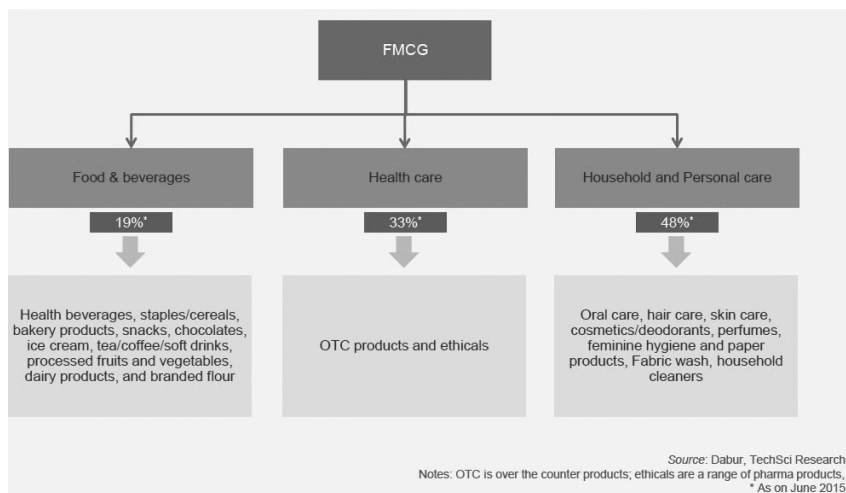 FMCG
Food & beverages
Health care
Household and Personal care
19%*
33%*
48%*
Health beverages, staples/cereals,
bakery products, snacks, chocolates,
ice cream, tea/coffee/soft drinks,
processed fruits and vegetables,
dairy products, and branded flour
OTC products and ethicals
Oral care, hair care, skin care,
cosmetics/deodorants, perfumes,
feminine hygiene and paper
products, Fabric wash, household
cleaners
Source: Dabur, TechSci Research
Notes: OTC is over the counter products; ethicals are a range of pharma products,
* As on June 2015